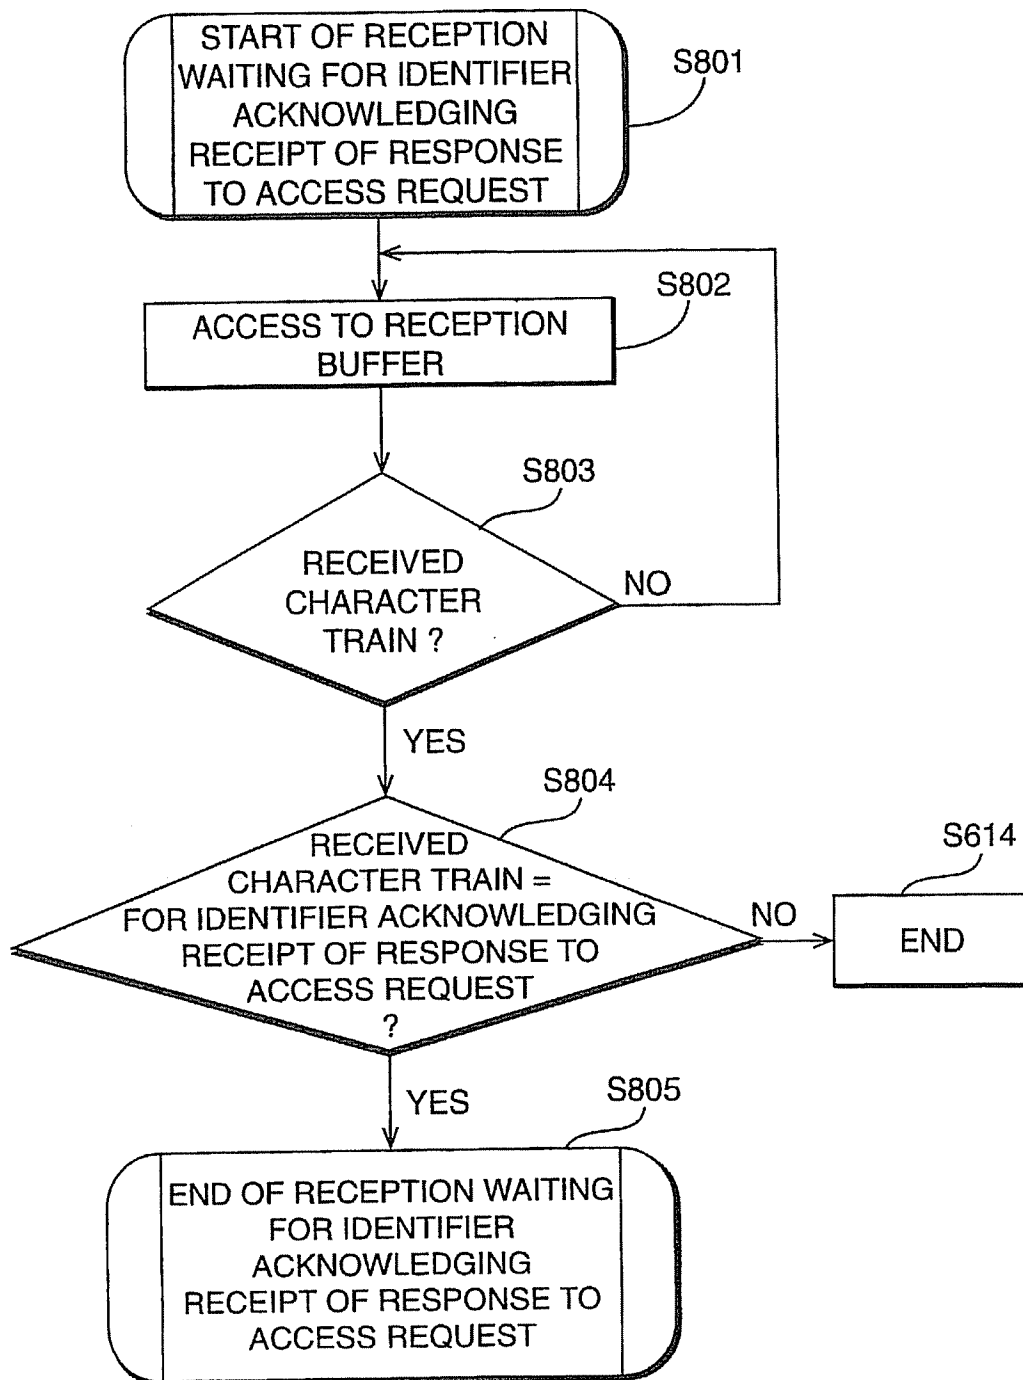 START OF RECEPTION
WAITING FOR IDENTIFIER
ACKNOWLEDGING
RECEIPT OF RESPONSE
TO ACCESS REQUEST
S801
S802
ACCESS TO RECEPTION
BUFFER
S803
RECEIVED
CHARACTER
TRAIN ?
NO
YES
S804
RECEIVED
CHARACTER TRAIN =
FOR IDENTIFIER ACKNOWLEDGING
RECEIPT OF RESPONSE TO
ACCESS REQUEST
?
NO
S614
END
YES
S805
END OF RECEPTION WAITING
FOR IDENTIFIER
ACKNOWLEDGING
RECEIPT OF RESPONSE TO
ACCESS REQUEST